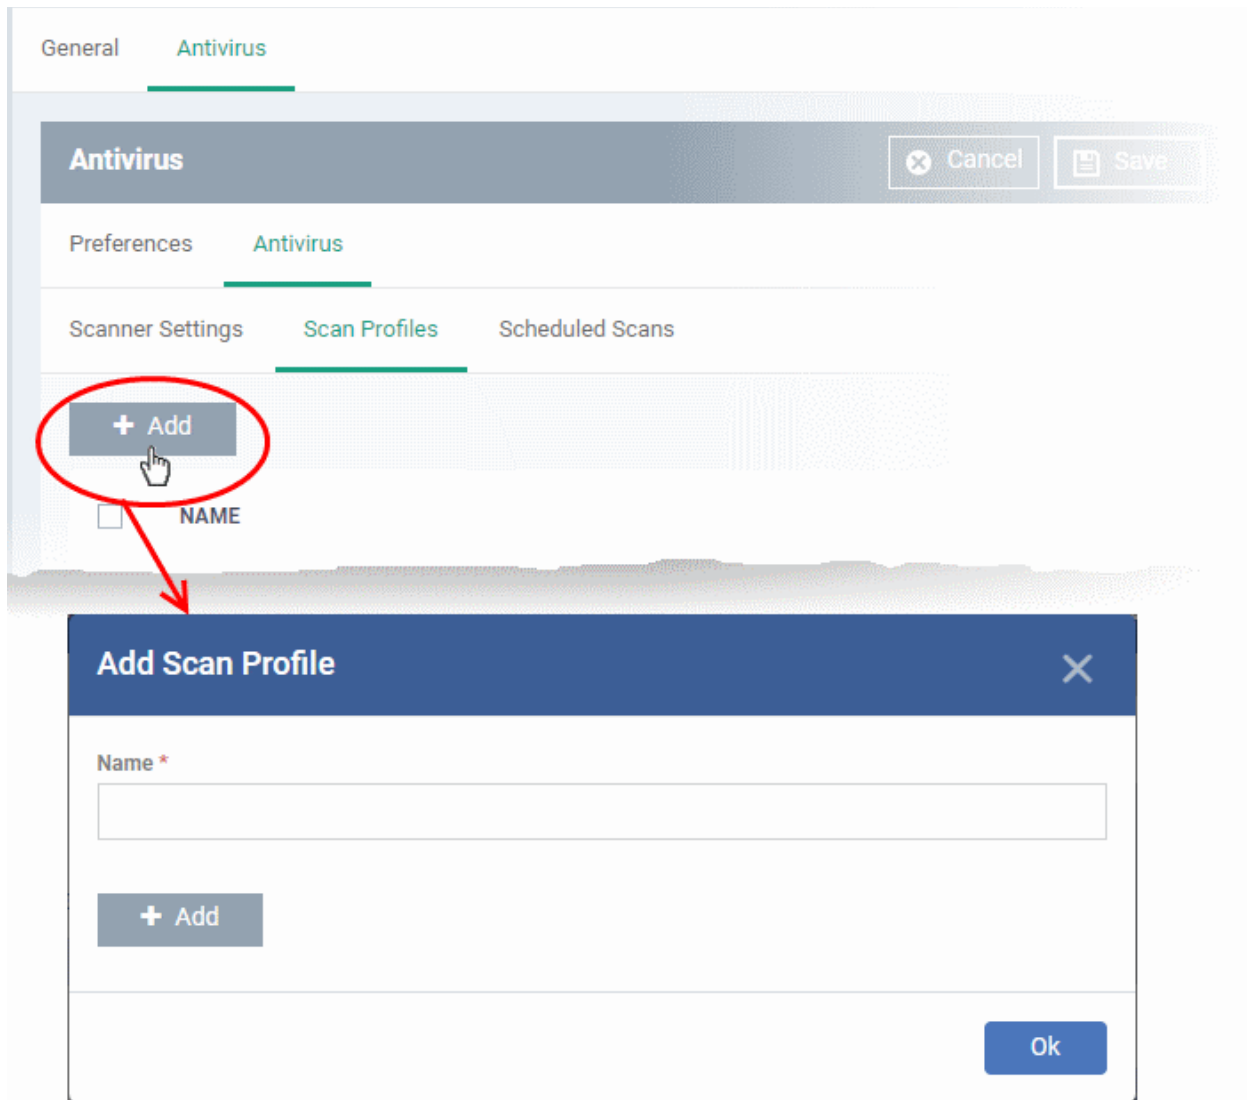 General Antivirus
Antivirus Cancel Save
Preferences Antivirus
Scanner Settings Scan Profiles Scheduled Scans
+ Add
NAME
Add Scan Profile
Name *
+ Add
Ok